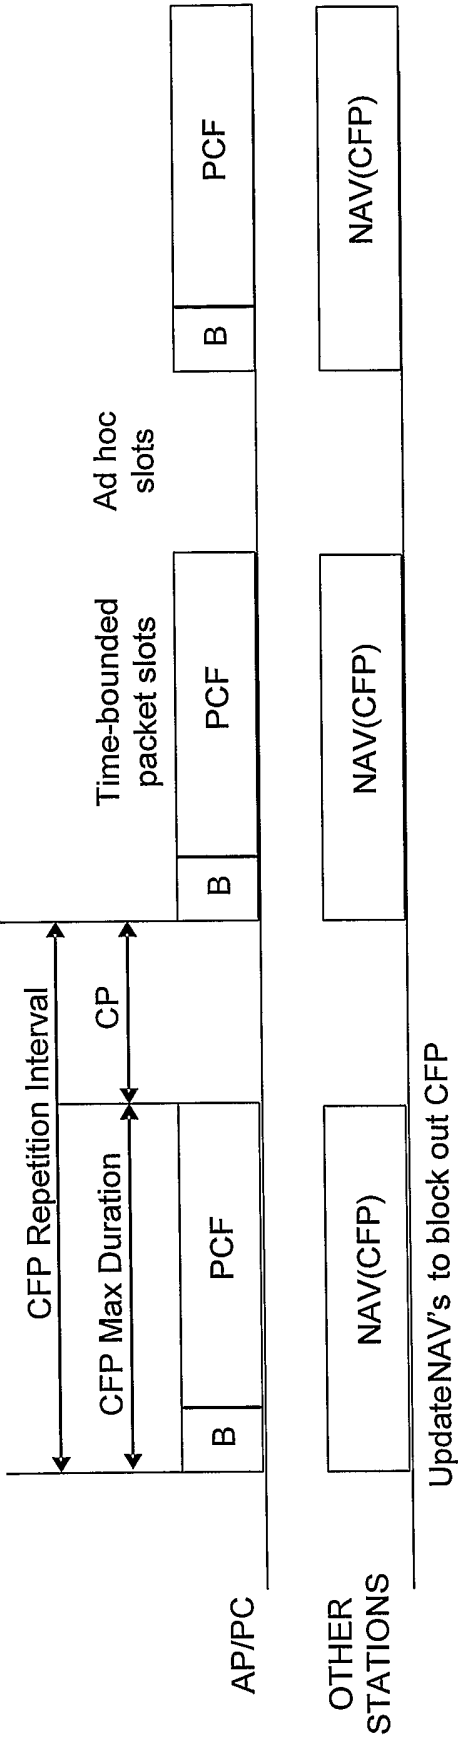 CFP Repetition Interval
CFP Max Duration
CP
Time-bounded
packet slots
Ad hoc
slots
AP/PC
B
PCF
B
PCF
B
PCF
OTHER
STATIONS
NAV(CFP)
NAV(CFP)
NAV(CFP)
UpdateNAV's to block out CFP